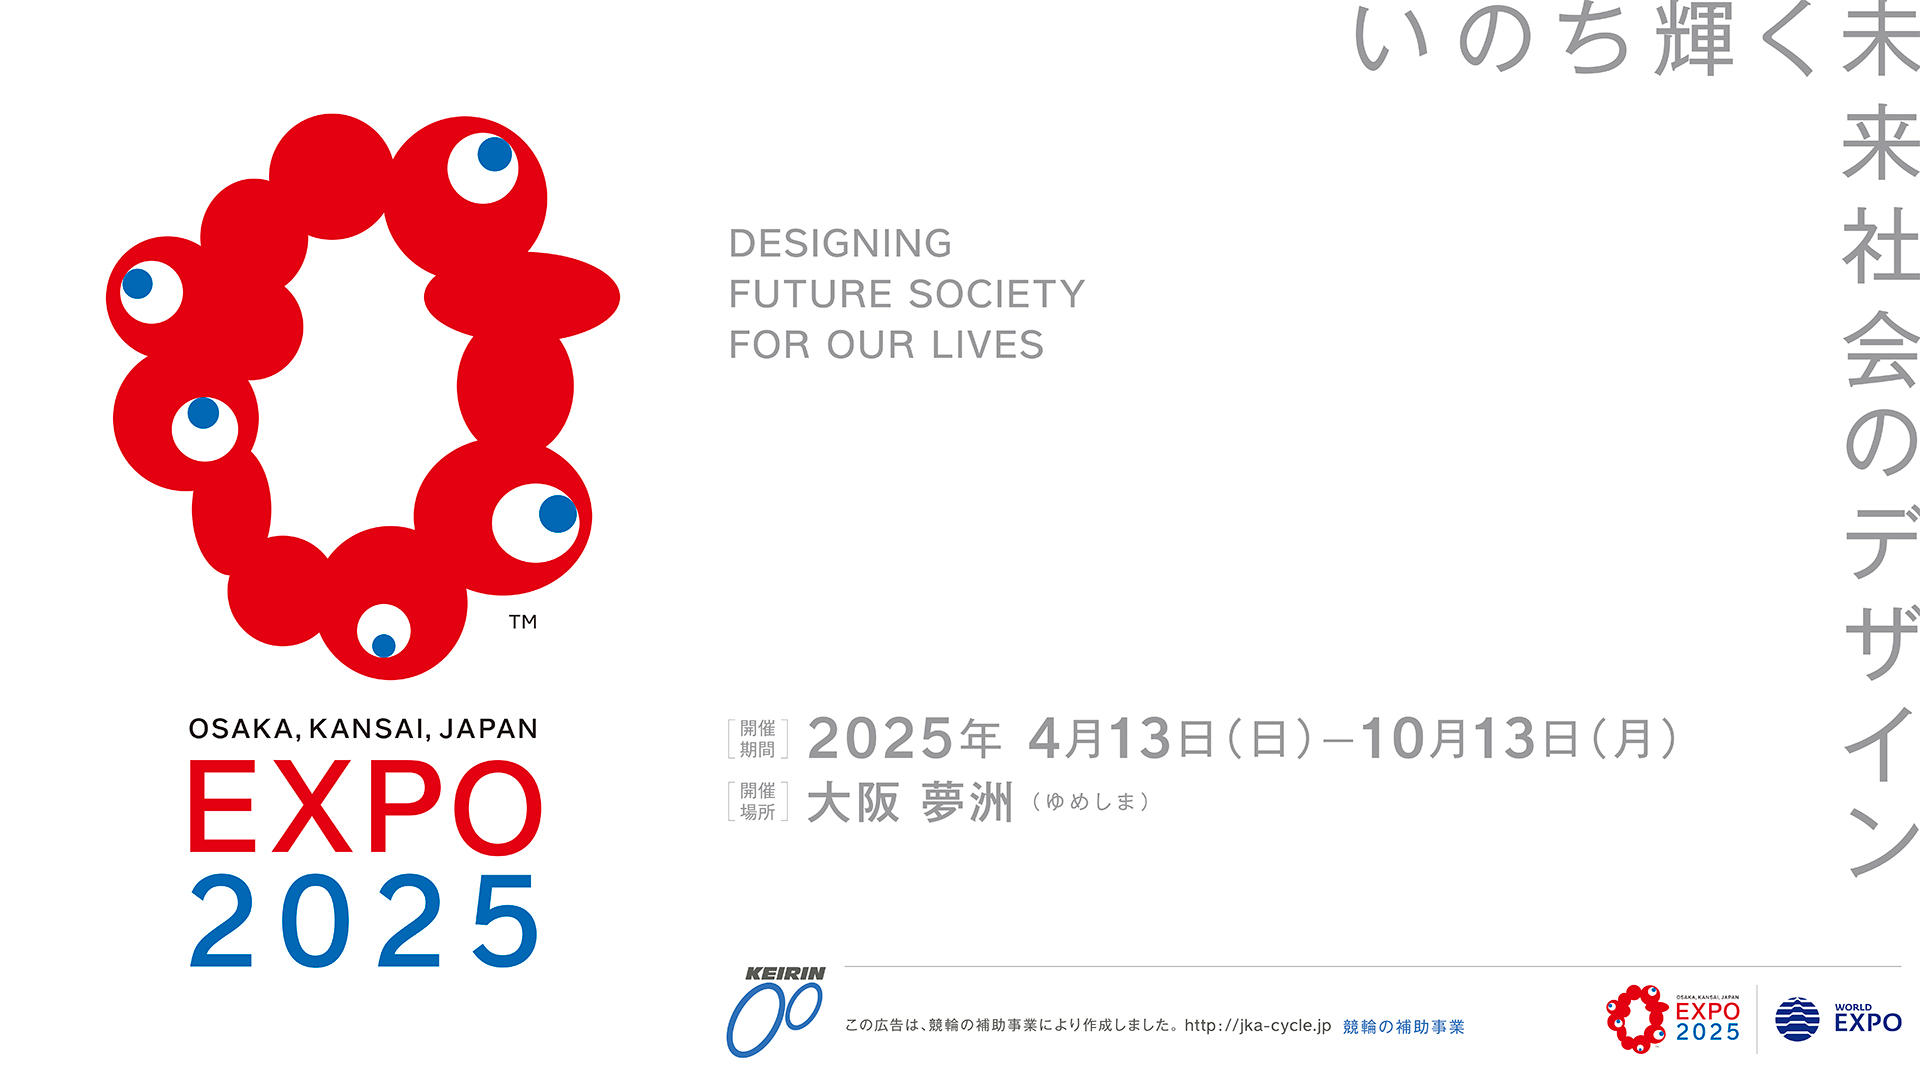 いのち輝く未来社会のデザイン
DESIGNING
FUTURE SOCIETY
FOR OUR LIVES
TM
OSAKA, KANSAI, JAPAN
EXPO
2025
[開催期間] 2025年 4月13日(日)–10月13日(月)
[開催場所] 大阪 夢洲 (ゆめしま)
KEIRIN
この広告は、競輪の補助事業により作成しました。 http://jka-cycle.jp 競輪の補助事業
OSAKA, KANSAI, JAPAN
EXPO
2025
WORLD
EXPO